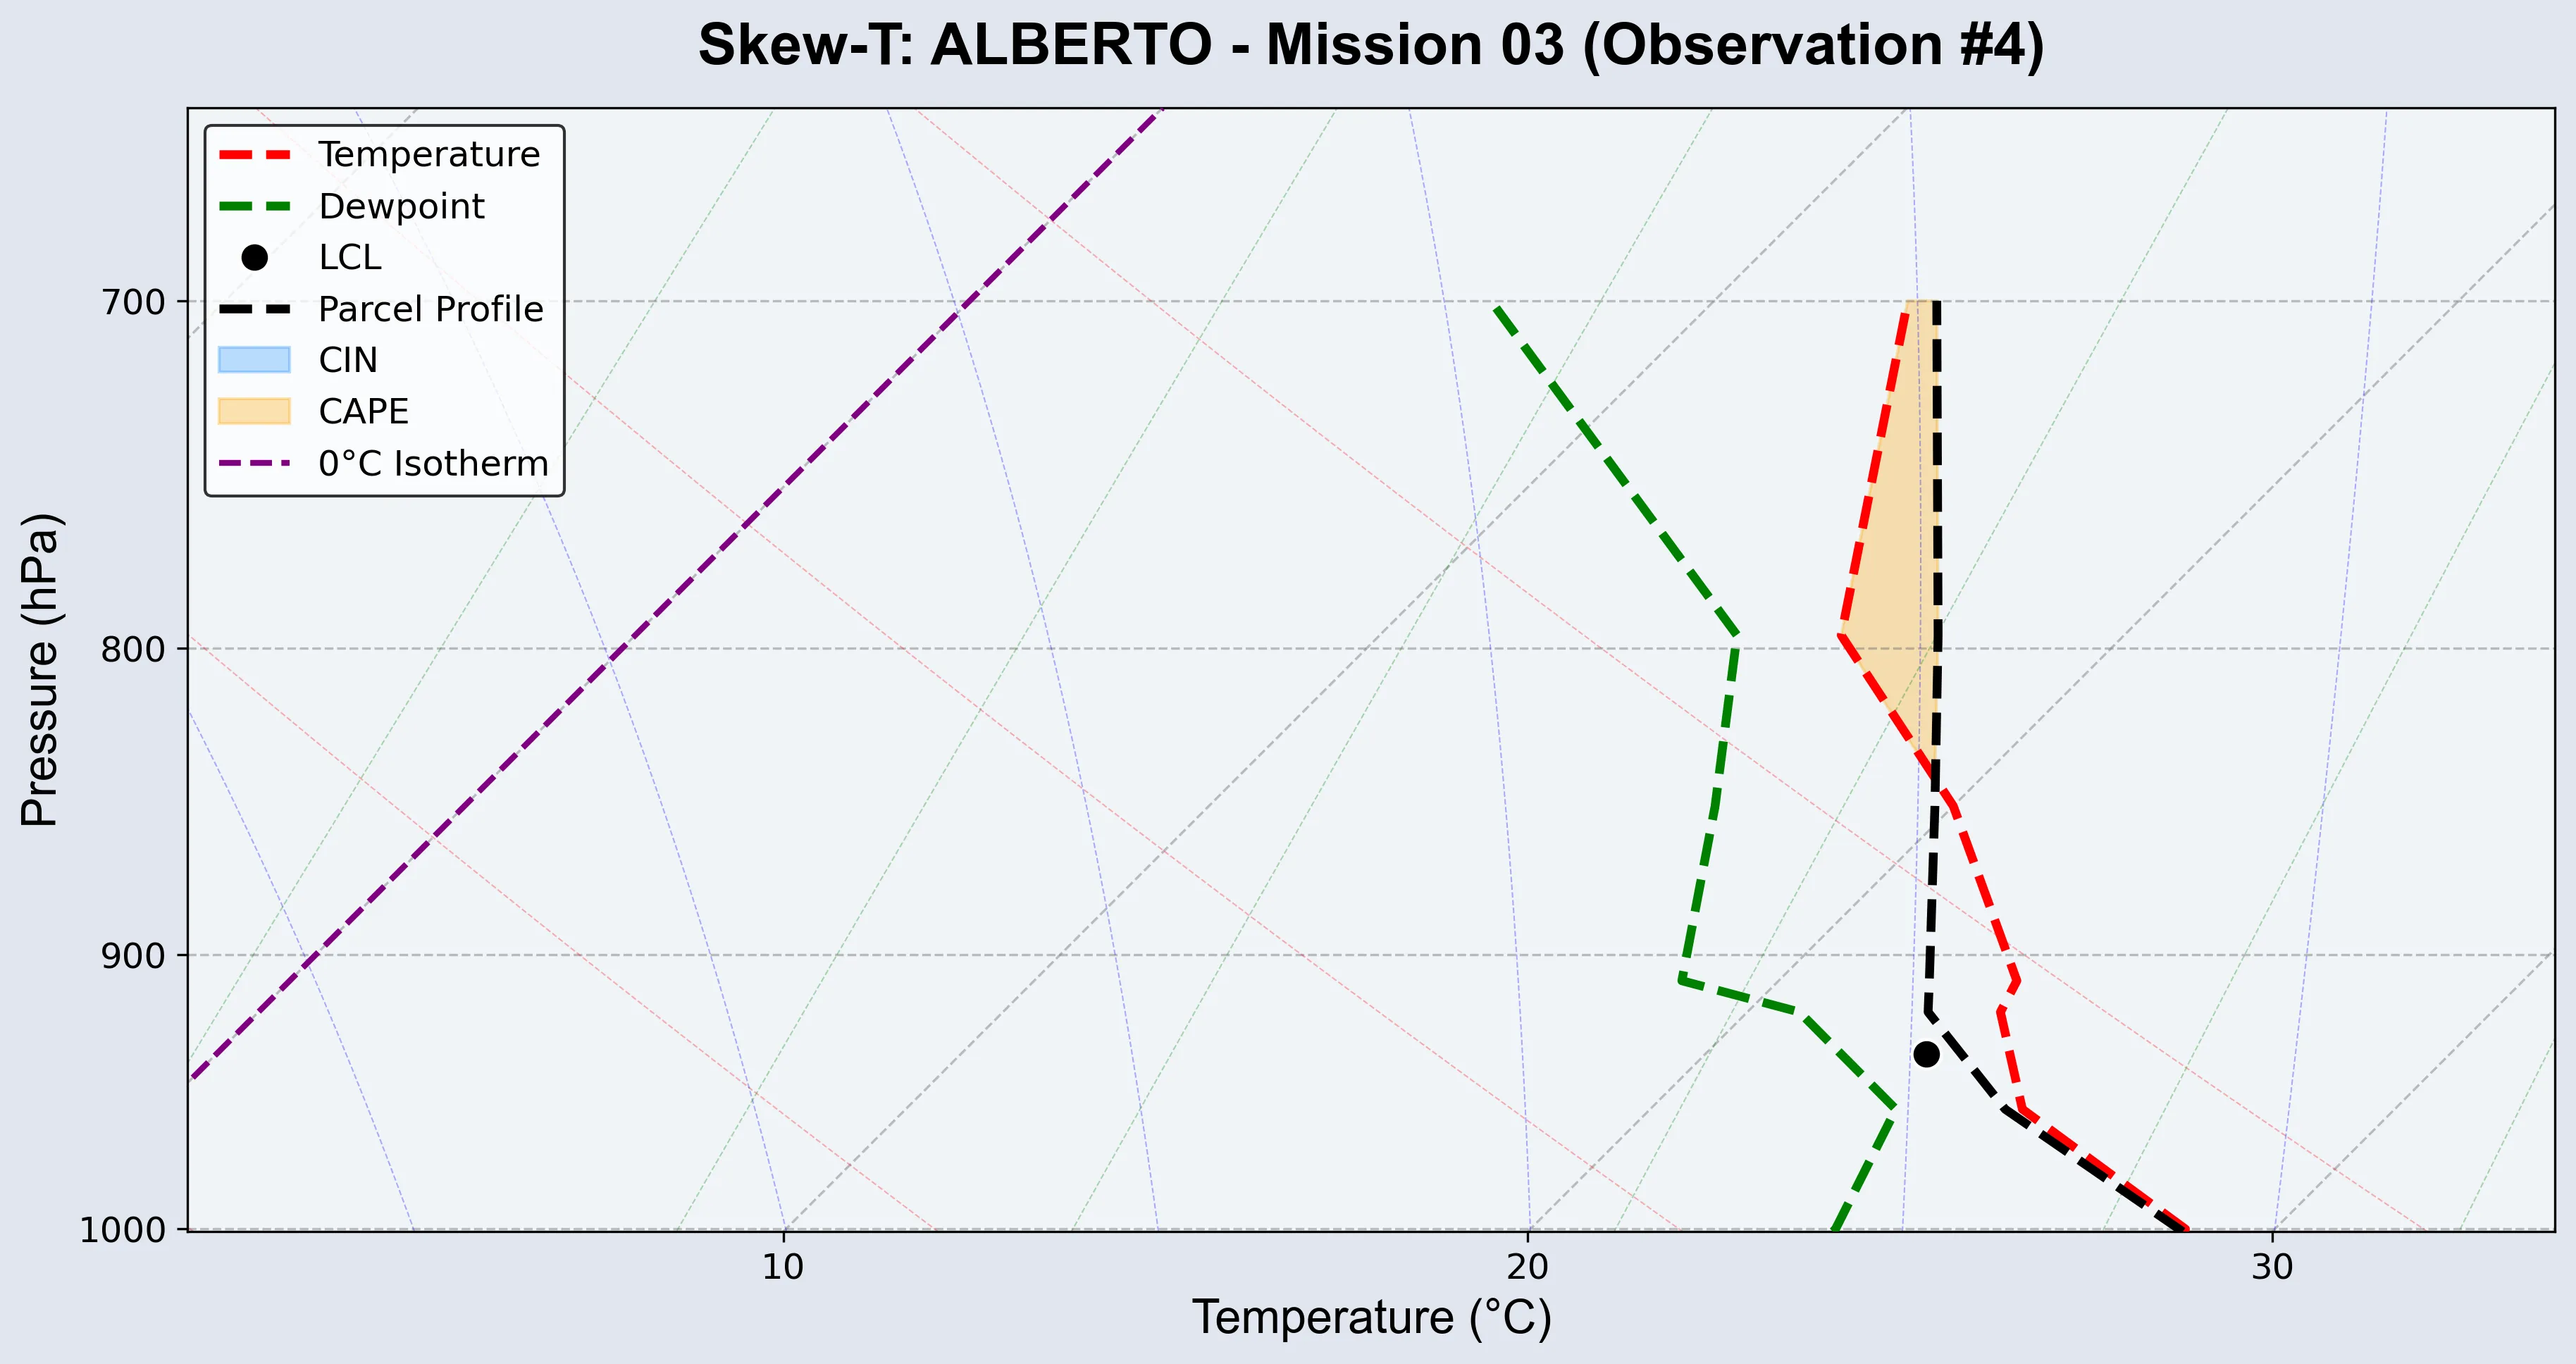 Skew-T: ALBERTO - Mission 03 (Observation #4)
Temperature
Dewpoint
LCL
Parcel Profile
CIN
CAPE
0°C Isotherm
Pressure (hPa)
700
800
900
1000
10 20 30
Temperature (°C)